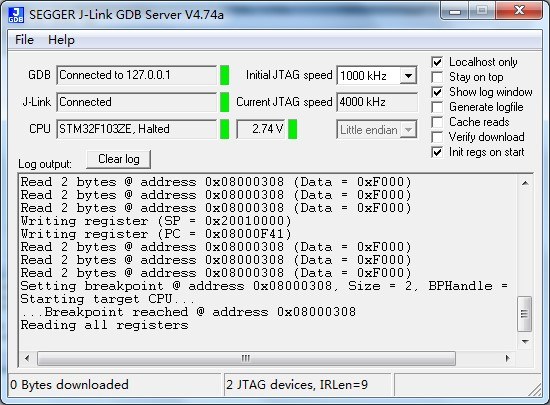 J
GDB
SEGGER J-Link GDB Server V4.74a
File Help
GDB Connected to 127.0.0.1 Initial JTAG speed 1000 kHz
J-Link Connected Current JTAG speed 4000 kHz
CPU STM32F103ZE, Halted 2.74 V Little endian
Localhost only
Stay on top
Show log window
Generate logfile
Cache reads
Verify download
Init regs on start
Log output: Clear log
Read 2 bytes @ address 0x08000308 (Data = 0xF000)
Read 2 bytes @ address 0x08000308 (Data = 0xF000)
Read 2 bytes @ address 0x08000308 (Data = 0xF000)
Writing register (SP = 0x20010000)
Writing register (PC = 0x08000F41)
Read 2 bytes @ address 0x08000308 (Data = 0xF000)
Read 2 bytes @ address 0x08000308 (Data = 0xF000)
Read 2 bytes @ address 0x08000308 (Data = 0xF000)
Setting breakpoint @ address 0x08000308, Size = 2, BPHandle =
Starting target CPU...
...Breakpoint reached @ address 0x08000308
Reading all registers
0 Bytes downloaded 2 JTAG devices, IRLen=9